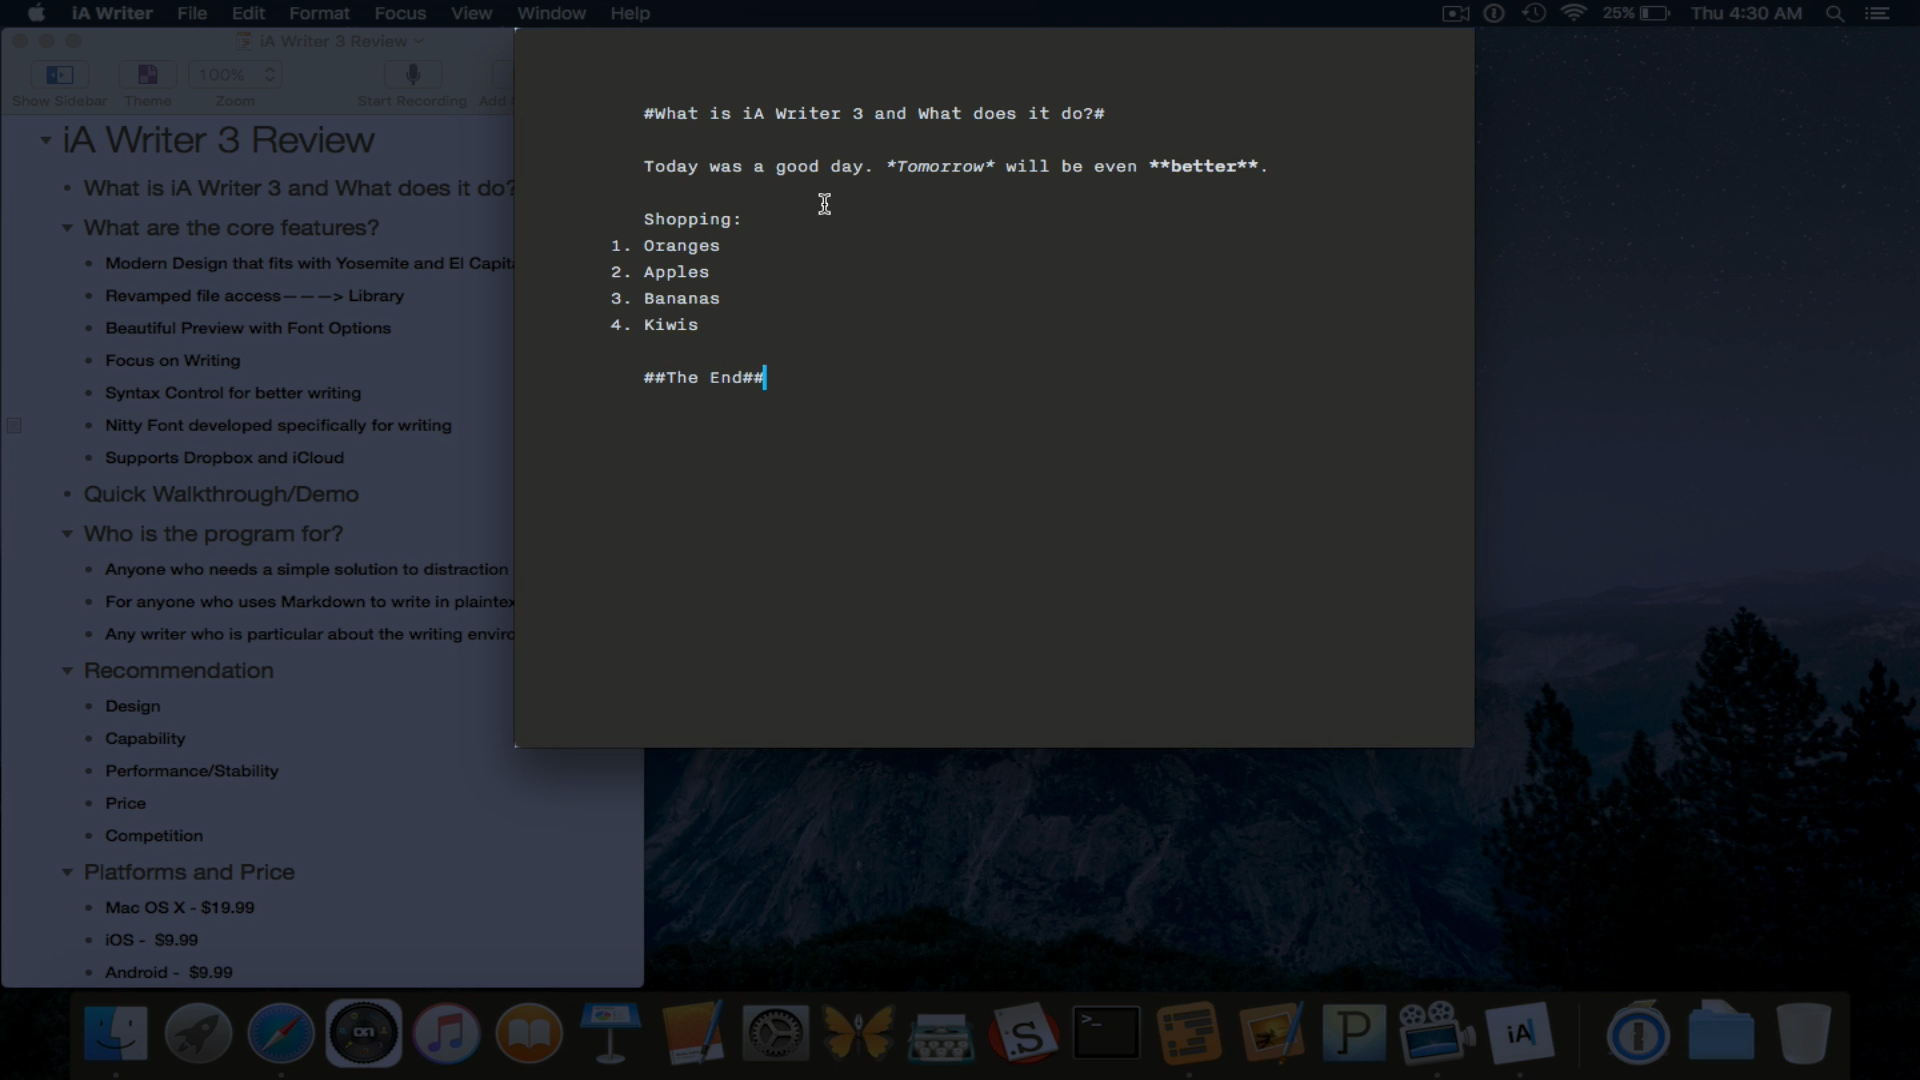 iA Writer File Edit Format Focus View Window Help
25% Thu 4:30 AM
iA Writer 3 Review
100%
Show Sidebar Theme Zoom Start Recording Add
iA Writer 3 Review
What is iA Writer 3 and What does it do?
What are the core features?
Modern Design that fits with Yosemite and El Capita
Revamped file access———> Library
Beautiful Preview with Font Options
Focus on Writing
Syntax Control for better writing
Nitty Font developed specifically for writing
Supports Dropbox and iCloud
Quick Walkthrough/Demo
Who is the program for?
Anyone who needs a simple solution to distraction
For anyone who uses Markdown to write in plaintex
Any writer who is particular about the writing enviro
Recommendation
Design
Capability
Performance/Stability
Price
Competition
Platforms and Price
Mac OS X - $19.99
iOS - $9.99
Android - $9.99
#What is iA Writer 3 and What does it do?#
Today was a good day. *Tomorrow* will be even **better**.
Shopping:
1. Oranges
2. Apples
3. Bananas
4. Kiwis
##The End##
S
>_
P
iA